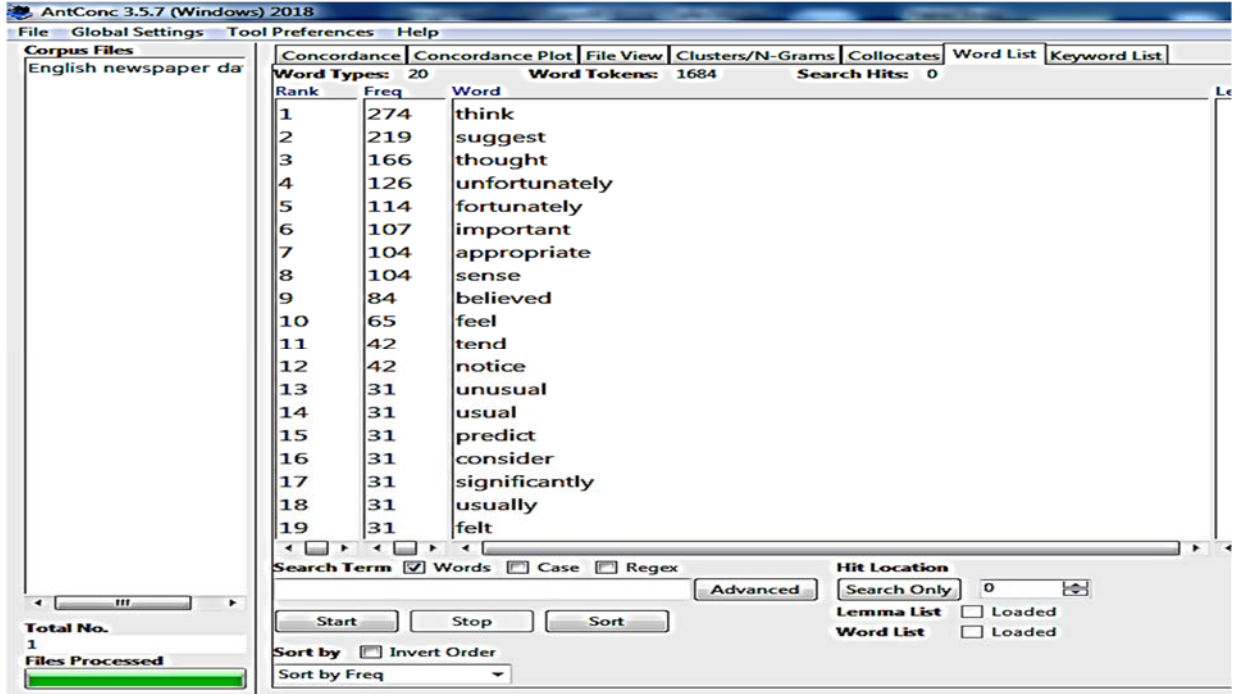 AntConc 3.5.7 (Windows) 2018
File Global Settings Tool Preferences Help
Corpus Files
English newspaper da
Concordance Concordance Plot File View Clusters/N-Grams Collocates Word List Keyword List
Word Types: 20 Word Tokens: 1684 Search Hits: 0
Rank Freq Word Le
1 274 think
2 219 suggest
3 166 thought
4 126 unfortunately
5 114 fortunately
6 107 important
7 104 appropriate
8 104 sense
9 84 believed
10 65 feel
11 42 tend
12 42 notice
13 31 unusual
14 31 usual
15 31 predict
16 31 consider
17 31 significantly
18 31 usually
19 31 felt
Search Term Words Case Regex Hit Location
Advanced Search Only 0
Total No.
1
Files Processed
Start Stop Sort
Lemma List Loaded
Word List Loaded
Sort by Invert Order
Sort by Freq